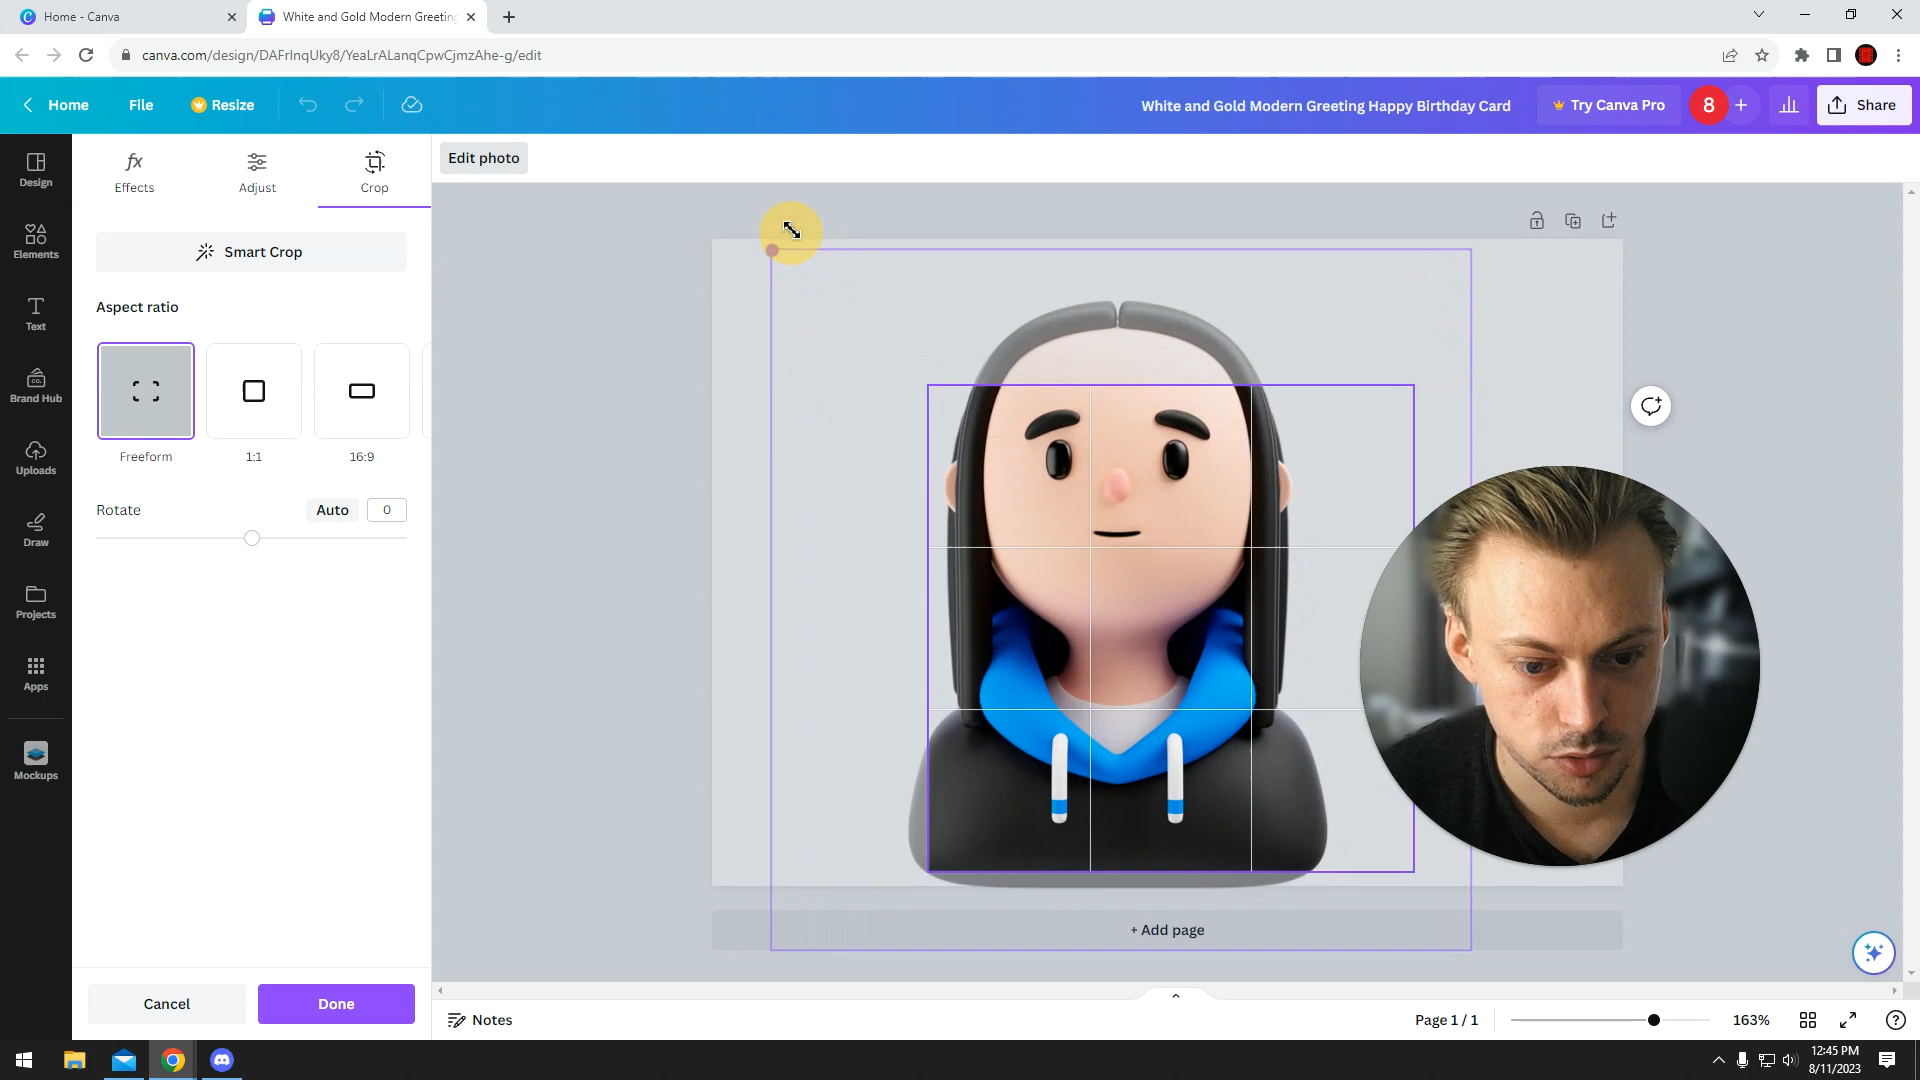 Home - Canva
White and Gold Modern Greeting
canva.com/design/DAFrInqUky8/YeaLrALanqCpwCjmzAhe-g/edit
Home
File
Resize
White and Gold Modern Greeting Happy Birthday Card
Try Canva Pro
8
+
Share
Design
Elements
Text
Brand Hub
CO.
Uploads
Draw
Projects
Apps
Mockups
fx
Effects
Adjust
Crop
Edit photo
Smart Crop
Aspect ratio
Freeform
1:1
16:9
Rotate
Auto
0
Cancel
Done
+ Add page
Notes
Page 1 / 1
163%
12:45 PM
8/11/2023